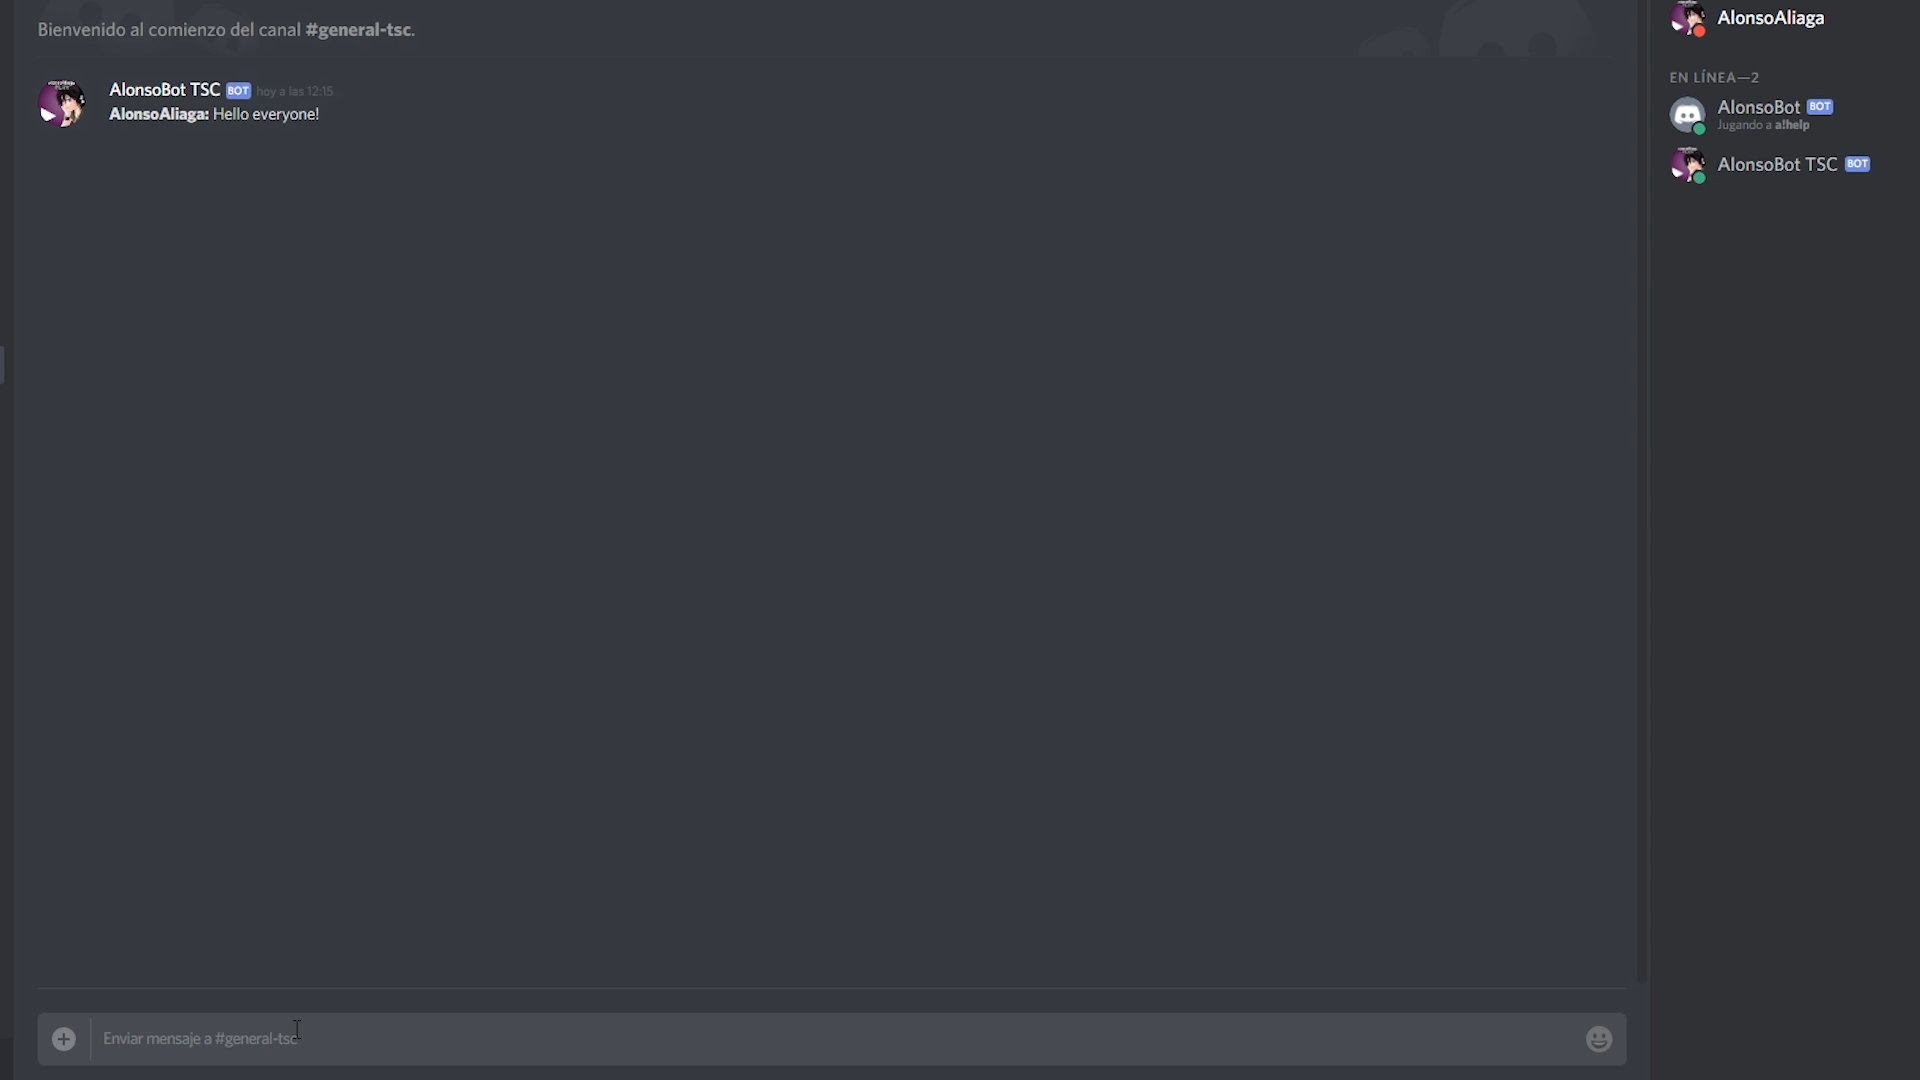 Bienvenido al comienzo del canal #general-tsc.
AlonsoBot TSC BOT hoy a las 12:15
AlonsoAliaga: Hello everyone!
Enviar mensaje a #general-tsc
AlonsoAliaga
EN LÍNEA—2
AlonsoBot BOT
Jugando a a!help
AlonsoBot TSC BOT